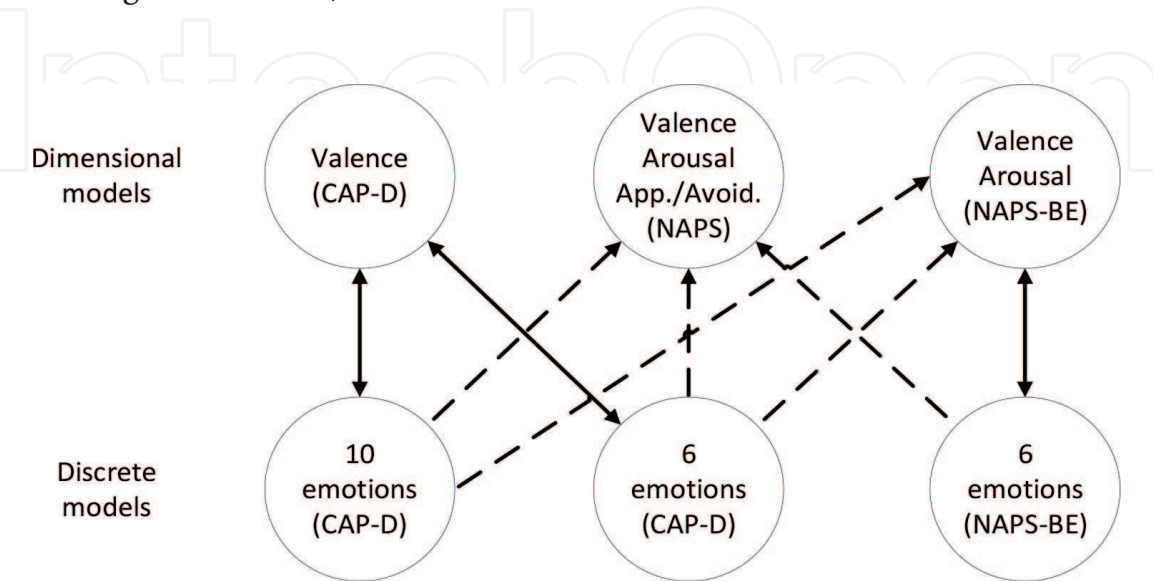 IntechOpen
Dimensional
models
Valence
(CAP-D)
Valence
Arousal
App./Avoid.
(NAPS)
Valence
Arousal
(NAPS-BE)
Discrete
models
10
emotions
(CAP-D)
6
emotions
(CAP-D)
6
emotions
(NAPS-BE)